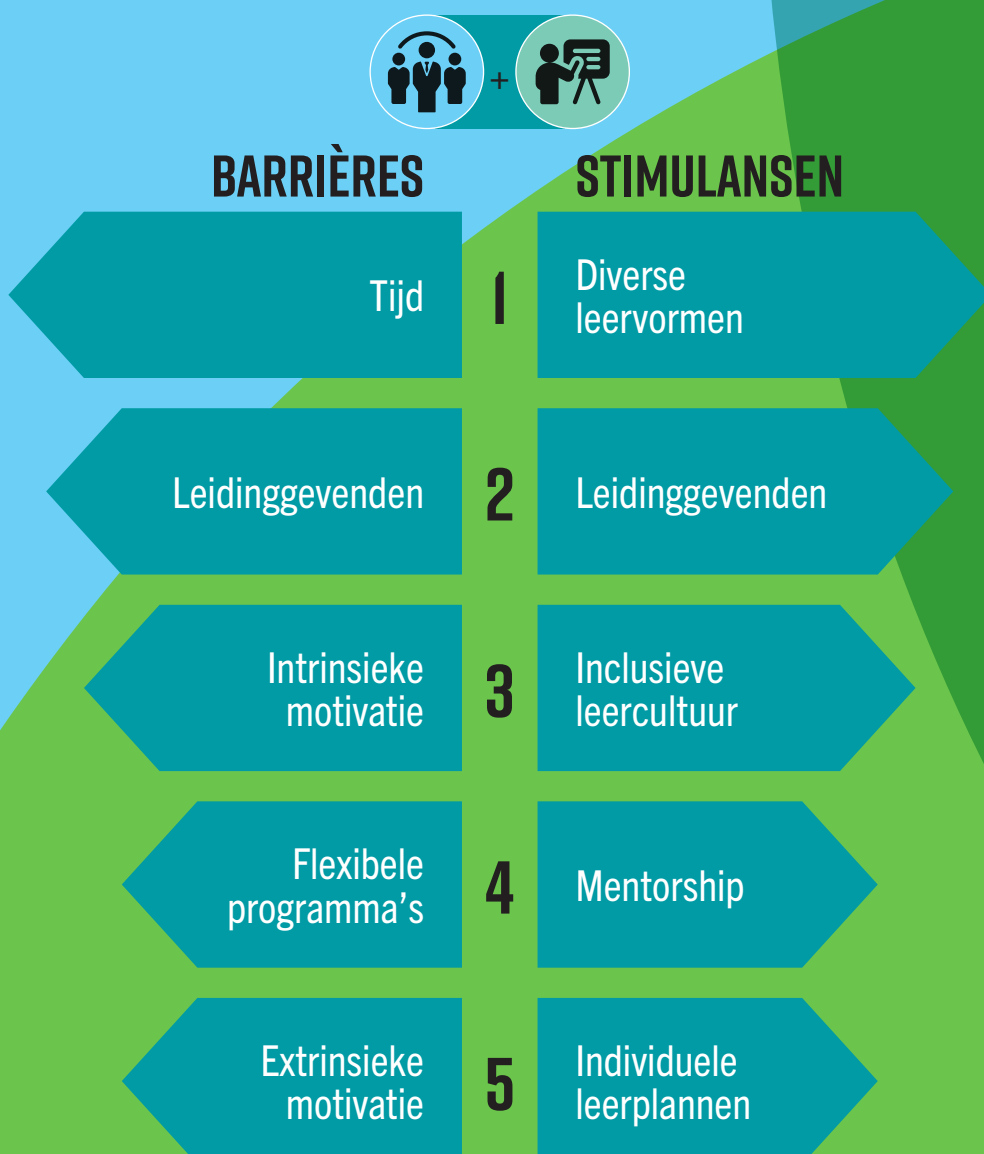 +
BARRIÈRES
STIMULANSEN
Tijd
1
Diverse
leervormen
Leidinggevenden
2
Leidinggevenden
Intrinsieke
motivatie
3
Inclusieve
leercultuur
Flexibele
programma's
4
Mentorship
Extrinsieke
motivatie
5
Individuele
leerplannen